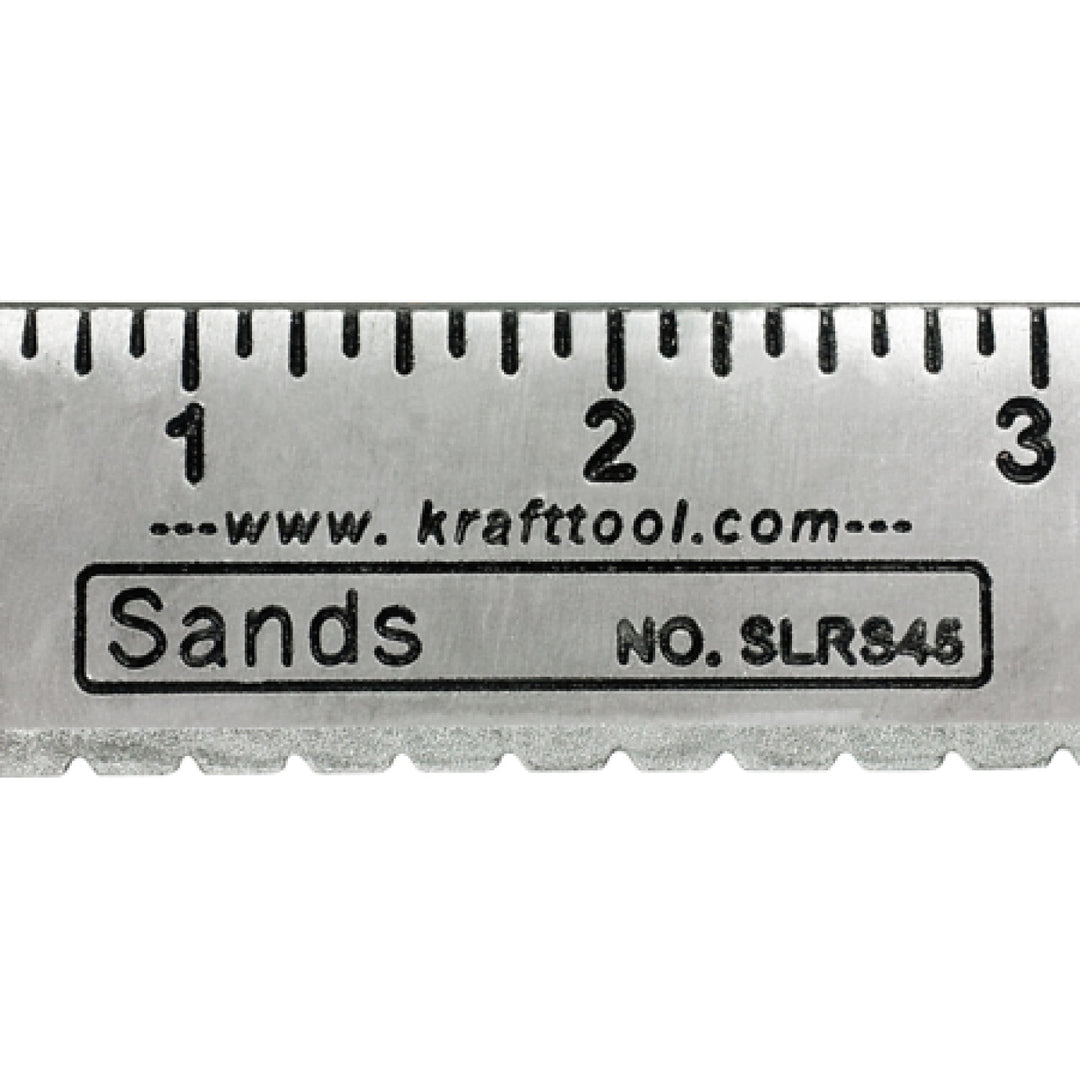 1 2 3
---www. krafttool.com---
Sands NO. SLRS45